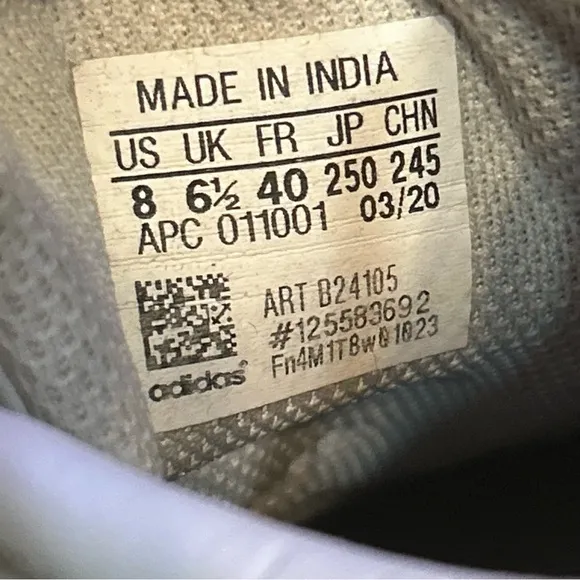 MADE IN INDIA
US UK FR JP CHN
8 6½ 40 250 245
APC 011001 03/20
ART B24105
#125583692
Fn4M1TBw01023
adidas